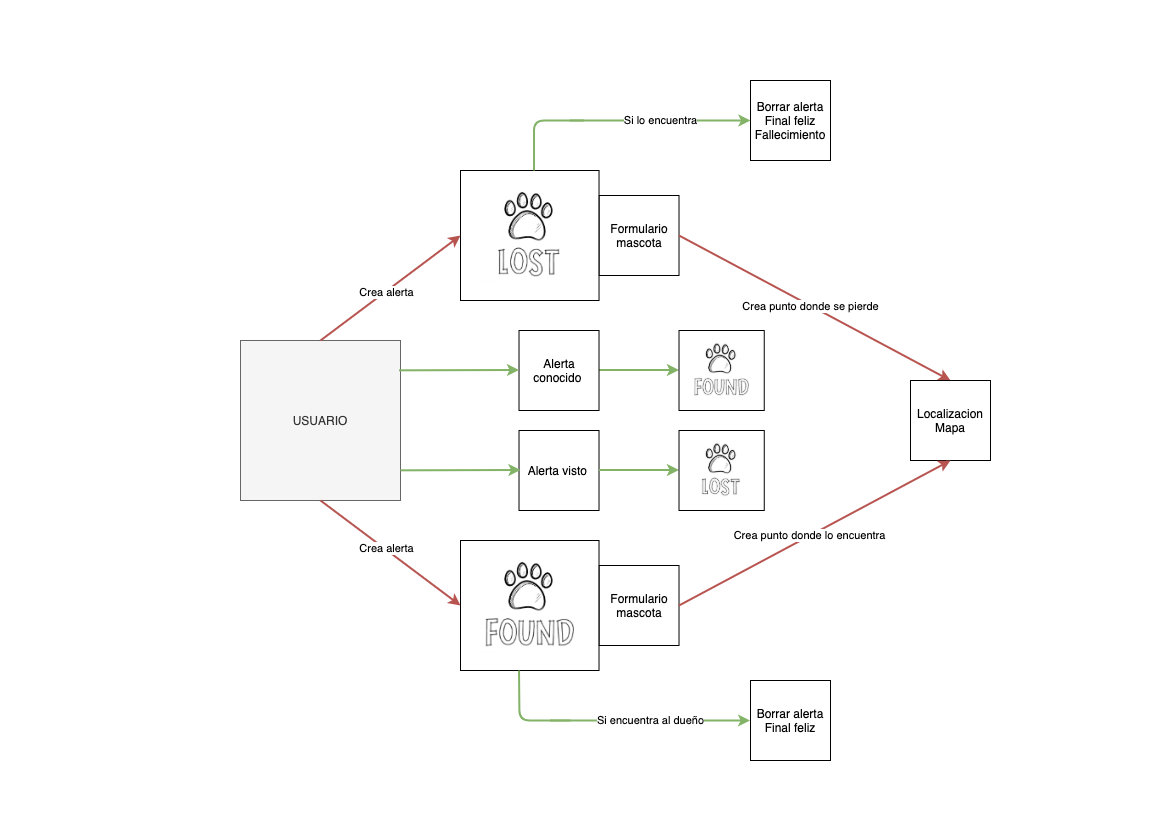 Borrar alerta
Final feliz
Fallecimiento
Si lo encuentra
LOST
Formulario
mascota
Crea alerta
Crea punto donde se pierde
Alerta
conocido
FOUND
USUARIO
Localizacion
Mapa
Alerta visto
LOST
Crea alerta
Crea punto donde lo encuentra
FOUND
Formulario
mascota
Si encuentra al dueño
Borrar alerta
Final feliz